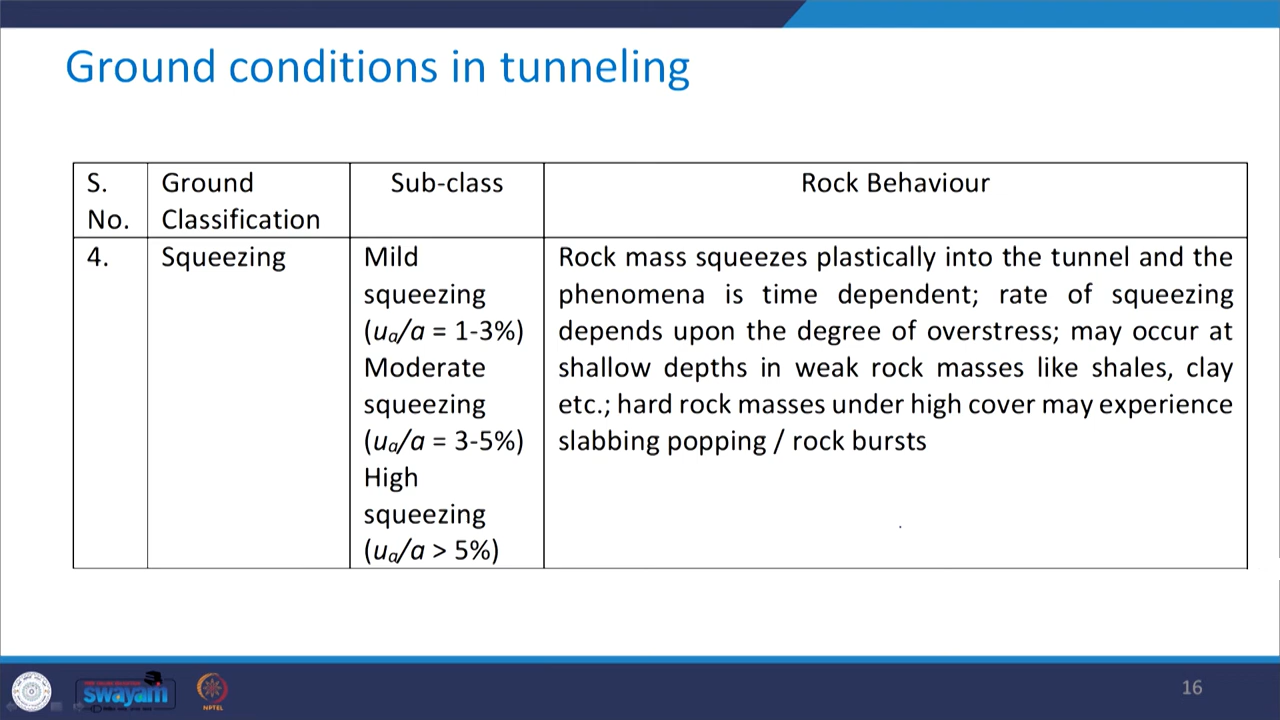 Ground conditions in tunneling
S. No.
Ground Classification
Sub-class
Rock Behaviour
4.
Squeezing
Mild
squeezing
(uₐ/a = 1-3%)
Moderate
squeezing
(uₐ/a = 3-5%)
High
squeezing
(uₐ/a > 5%)
Rock mass squeezes plastically into the tunnel and the
phenomena is time dependent; rate of squeezing
depends upon the degree of overstress; may occur at
shallow depths in weak rock masses like shales, clay
etc.; hard rock masses under high cover may experience
slabbing popping / rock bursts
swayam
NPTEL
16